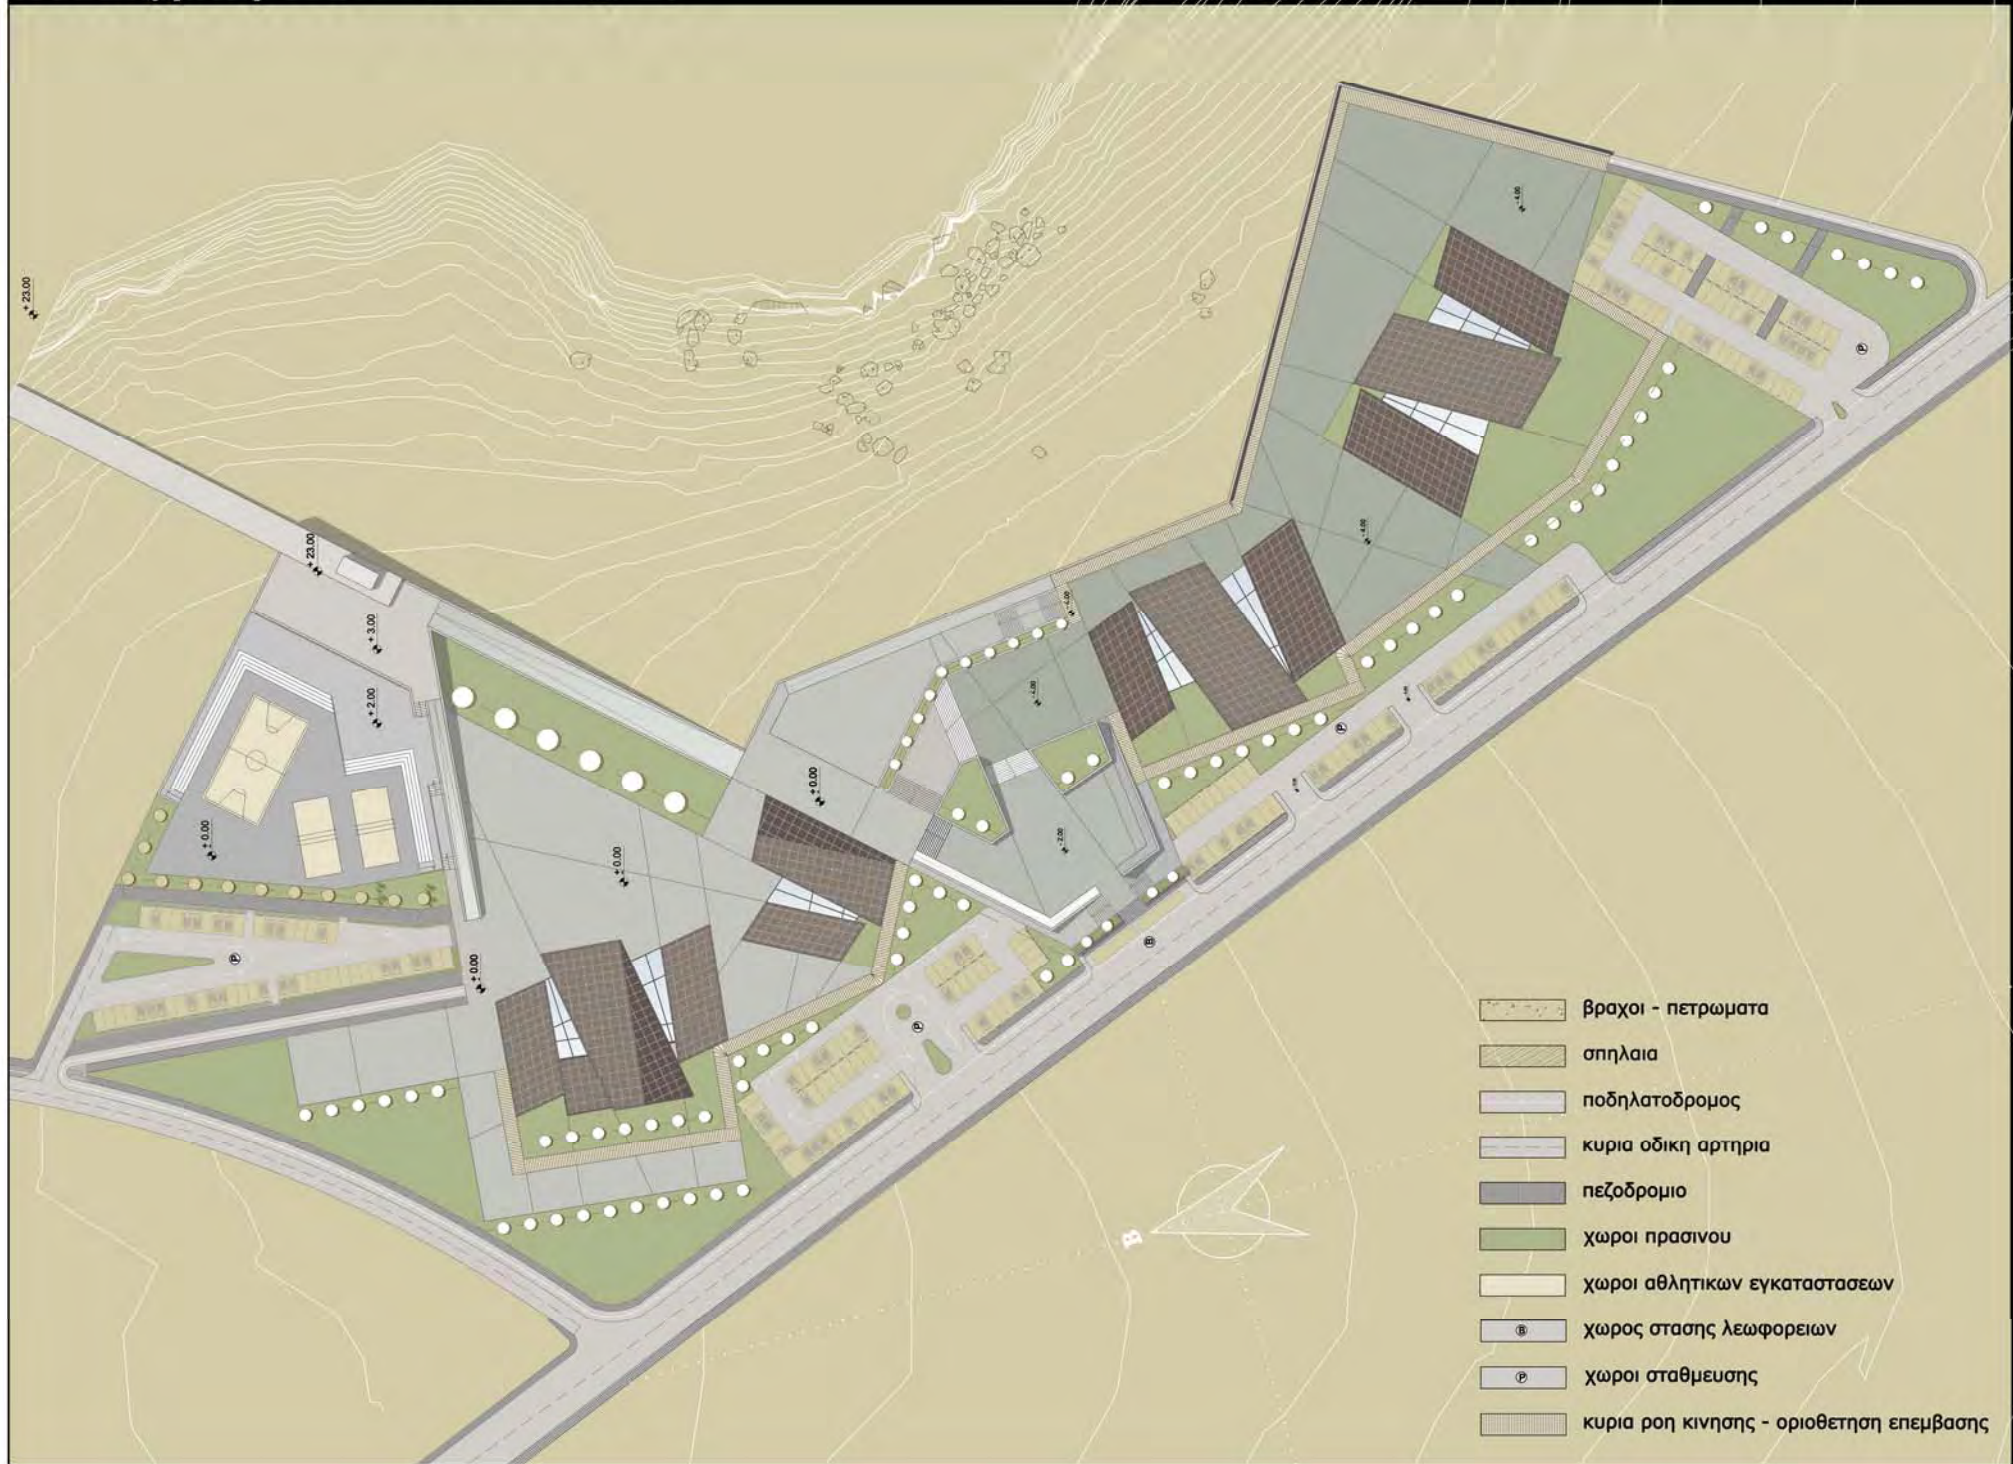 + 23.00
+ 23.00
+ 3.00
+ 2.00
± 0.00
± 0.00
± 0.00
± 0.00
- 4.00
- 4.00
- 4.00
- 4.00
- 2.00
P
P
P
P
B
B
βραχοι - πετρωματα
σπηλαια
ποδηλατοδρομος
κυρια οδικη αρτηρια
πεζοδρομιο
χωροι πρασινου
χωροι αθλητικων εγκαταστασεων
B χωρος στασης λεωφορειων
P χωροι σταθμευσης
κυρια ροη κινησης - οριοθετηση επεμβασης